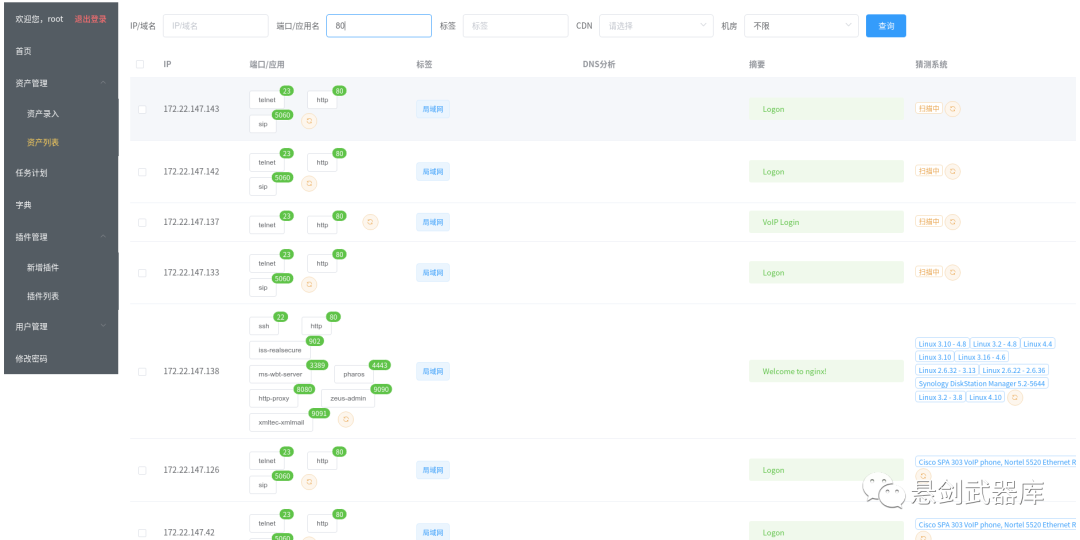 欢迎您，root 退出登录
首页
资产管理
资产录入
资产列表
任务计划
字典
插件管理
新增插件
插件列表
用户管理
修改密码
IP/域名 IP/域名 端口/应用名 80 标签 标签 CDN 请选择 机房 不限 查询
IP 端口/应用 标签 DNS分析 摘要 猜测系统
172.22.147.143 telnet 23 http 80 局域网 Logon 扫描中
sip 5060
172.22.147.142 telnet 23 http 80 局域网 Logon 扫描中
sip 5060
172.22.147.137 telnet 23 http 80 局域网 VoIP Login 扫描中
172.22.147.133 telnet 23 http 80 局域网 Logon 扫描中
sip 5060
172.22.147.138 ssh 22 http 80 局域网 Welcome to nginx!
iss-realsecure 902
ms-wbt-server 3389 pharos 4443
http-proxy 8080 zeus-admin 9090
xmltec-xmlmail 9091
Linux 3.10 - 4.8 Linux 3.2 - 4.8 Linux 4.4
Linux 3.10 Linux 3.16 - 4.6
Linux 2.6.32 - 3.13 Linux 2.6.22 - 2.6.36
Synology DiskStation Manager 5.2-5644
Linux 3.2 - 3.8 Linux 4.10
172.22.147.126 telnet 23 http 80 局域网 Logon Cisco SPA 303 VoIP phone, Nortel 5520 Ethernet R
sip 5060
172.22.147.42 telnet 23 http 80 局域网 Logon Cisco SPA 303 VoIP phone, Nortel 5520 Ethernet R
5060
悬剑武器库